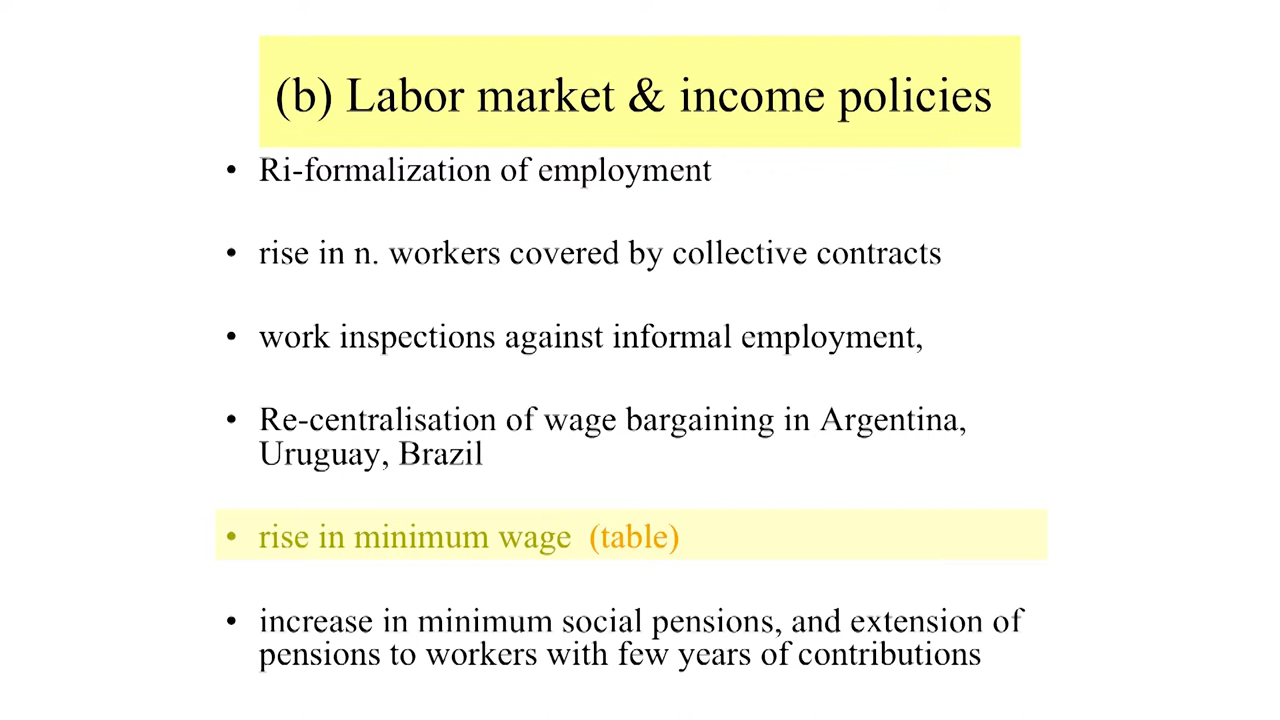 (b) Labor market & income policies
• Ri-formalization of employment
• rise in n. workers covered by collective contracts
• work inspections against informal employment,
• Re-centralisation of wage bargaining in Argentina,
Uruguay, Brazil
• rise in minimum wage (table)
• increase in minimum social pensions, and extension of
pensions to workers with few years of contributions